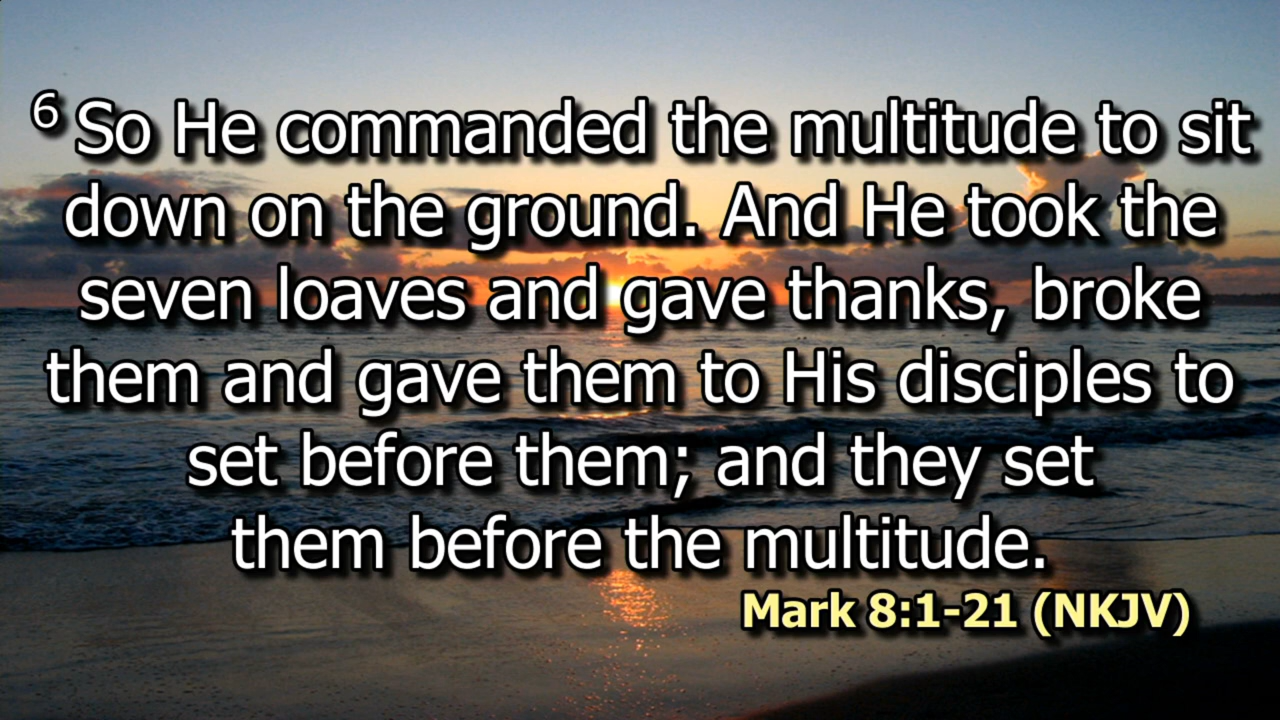 6 So He commanded the multitude to sit
down on the ground. And He took the
seven loaves and gave thanks, broke
them and gave them to His disciples to
set before them; and they set
them before the multitude.
Mark 8:1-21 (NKJV)